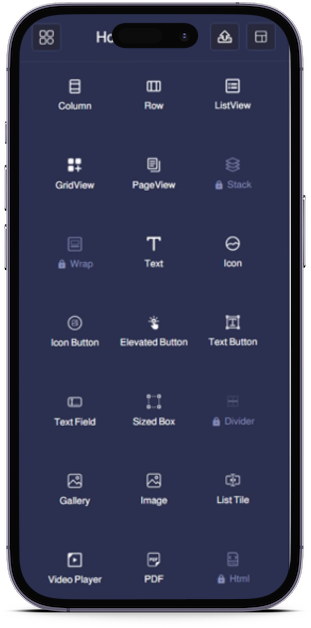 Ho
Column Row ListView
GridView PageView Stack
Wrap Text Icon
Icon Button Elevated Button Text Button
Text Field Sized Box Divider
Gallery Image List Tile
PDF
Video Player PDF Html